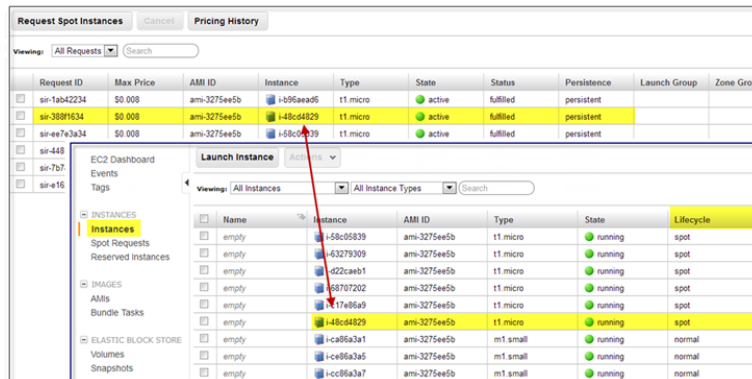 Request Spot Instances Cancel Pricing History
Viewing: All Requests Search
Request ID Max Price AMI ID Instance Type State Status Persistence Launch Group Zone Gro
sir-1ab42234 $0.008 ami-3275ee5b i-b96aead6 t1.micro active fulfilled persistent
sir-388f1634 $0.008 ami-3275ee5b i-48cd4829 t1.micro active fulfilled persistent
sir-ee7e3a34 $0.008 ami-3275ee5b i-58c05839 t1.micro active fulfilled persistent
sir-448
sir-7b7
sir-e16
EC2 Dashboard
Events
Tags
INSTANCES
Instances
Spot Requests
Reserved Instances
IMAGES
AMIs
Bundle Tasks
ELASTIC BLOCK STORE
Volumes
Snapshots
Launch Instance Actions
Viewing: All Instances All Instance Types Search
Name Instance AMI ID Type State Lifecycle
empty i-58c05839 ami-3275ee5b t1.micro running spot
empty i-63279309 ami-3275ee5b t1.micro running spot
empty i-d22caeb1 ami-3275ee5b t1.micro running spot
empty i-68707202 ami-3275ee5b t1.micro running spot
empty ami-3275ee5b t1.micro running spot
empty i-48cd4829 ami-3275ee5b t1.micro running spot
empty i-ca86a3a1 ami-3275ee5b m1.small running normal
empty i-ce86a3a5 ami-3275ee5b m1.small running normal
empty i-cc86a3a7 ami-3275ee5b m1.small running normal